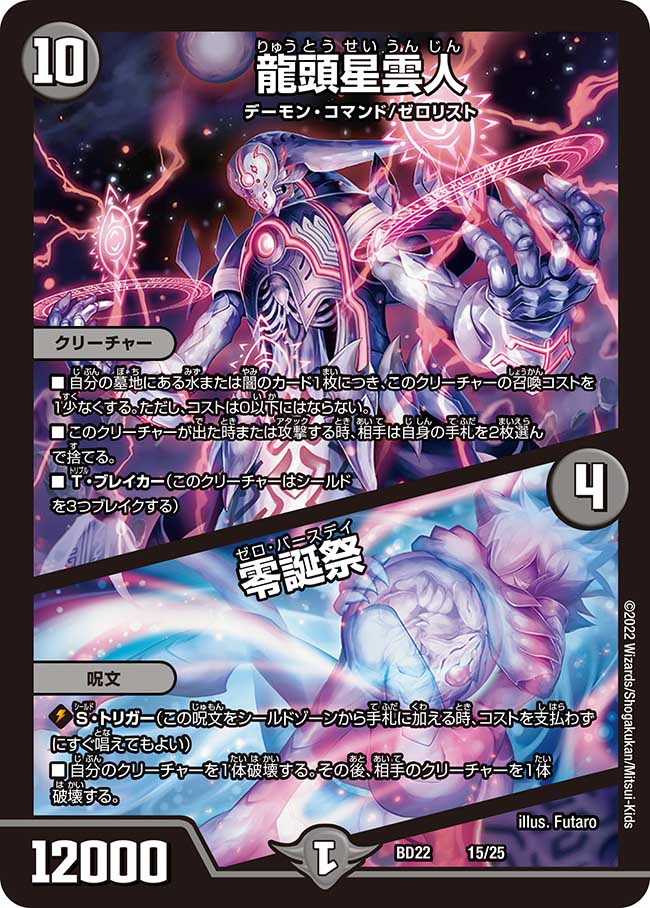 10
りゅうとうせいうんじん
龍頭星雲人
デーモン・コマンド/ゼロリスト
クリーチャー
■自分の墓地にある水または闇のカード1枚につき、このクリーチャーの召喚コストを
1少なくする。ただし、コストは0以下にはならない。
■このクリーチャーが出た時または攻撃する時、相手は自身の手札を2枚選ん
で捨てる。
■T・ブレイカー(このクリーチャーはシールド
を3つブレイクする)
4
ゼロ・バースデイ
零誕祭
呪文
S・トリガー(この呪文をシールドゾーンから手札に加える時、コストを支払わず
にすぐ唱えてもよい)
■自分のクリーチャーを1体破壊する。その後、相手のクリーチャーを1体
破壊する。
illus. Futaro
©2022 Wizards/Shogakukan/Mitsui-Kids
12000
BD22 15/25